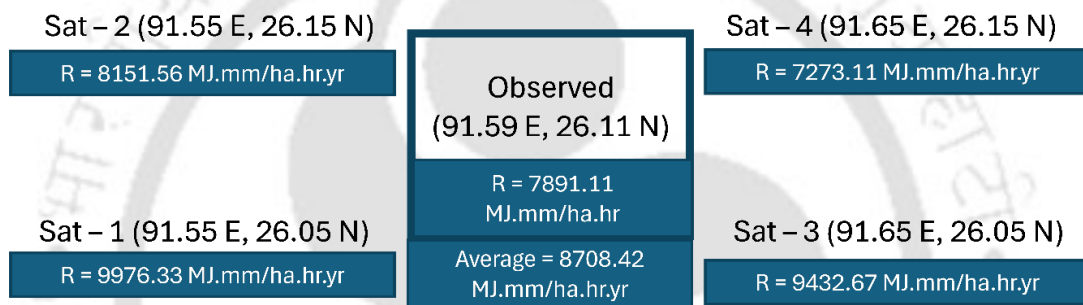 Sat – 2 (91.55 E, 26.15 N)
R = 8151.56 MJ.mm/ha.hr.yr
Sat – 4 (91.65 E, 26.15 N)
R = 7273.11 MJ.mm/ha.hr.yr
Observed
(91.59 E, 26.11 N)
R = 7891.11
MJ.mm/ha.hr
Sat – 1 (91.55 E, 26.05 N)
R = 9976.33 MJ.mm/ha.hr.yr
Average = 8708.42
MJ.mm/ha.hr.yr
Sat – 3 (91.65 E, 26.05 N)
R = 9432.67 MJ.mm/ha.hr.yr